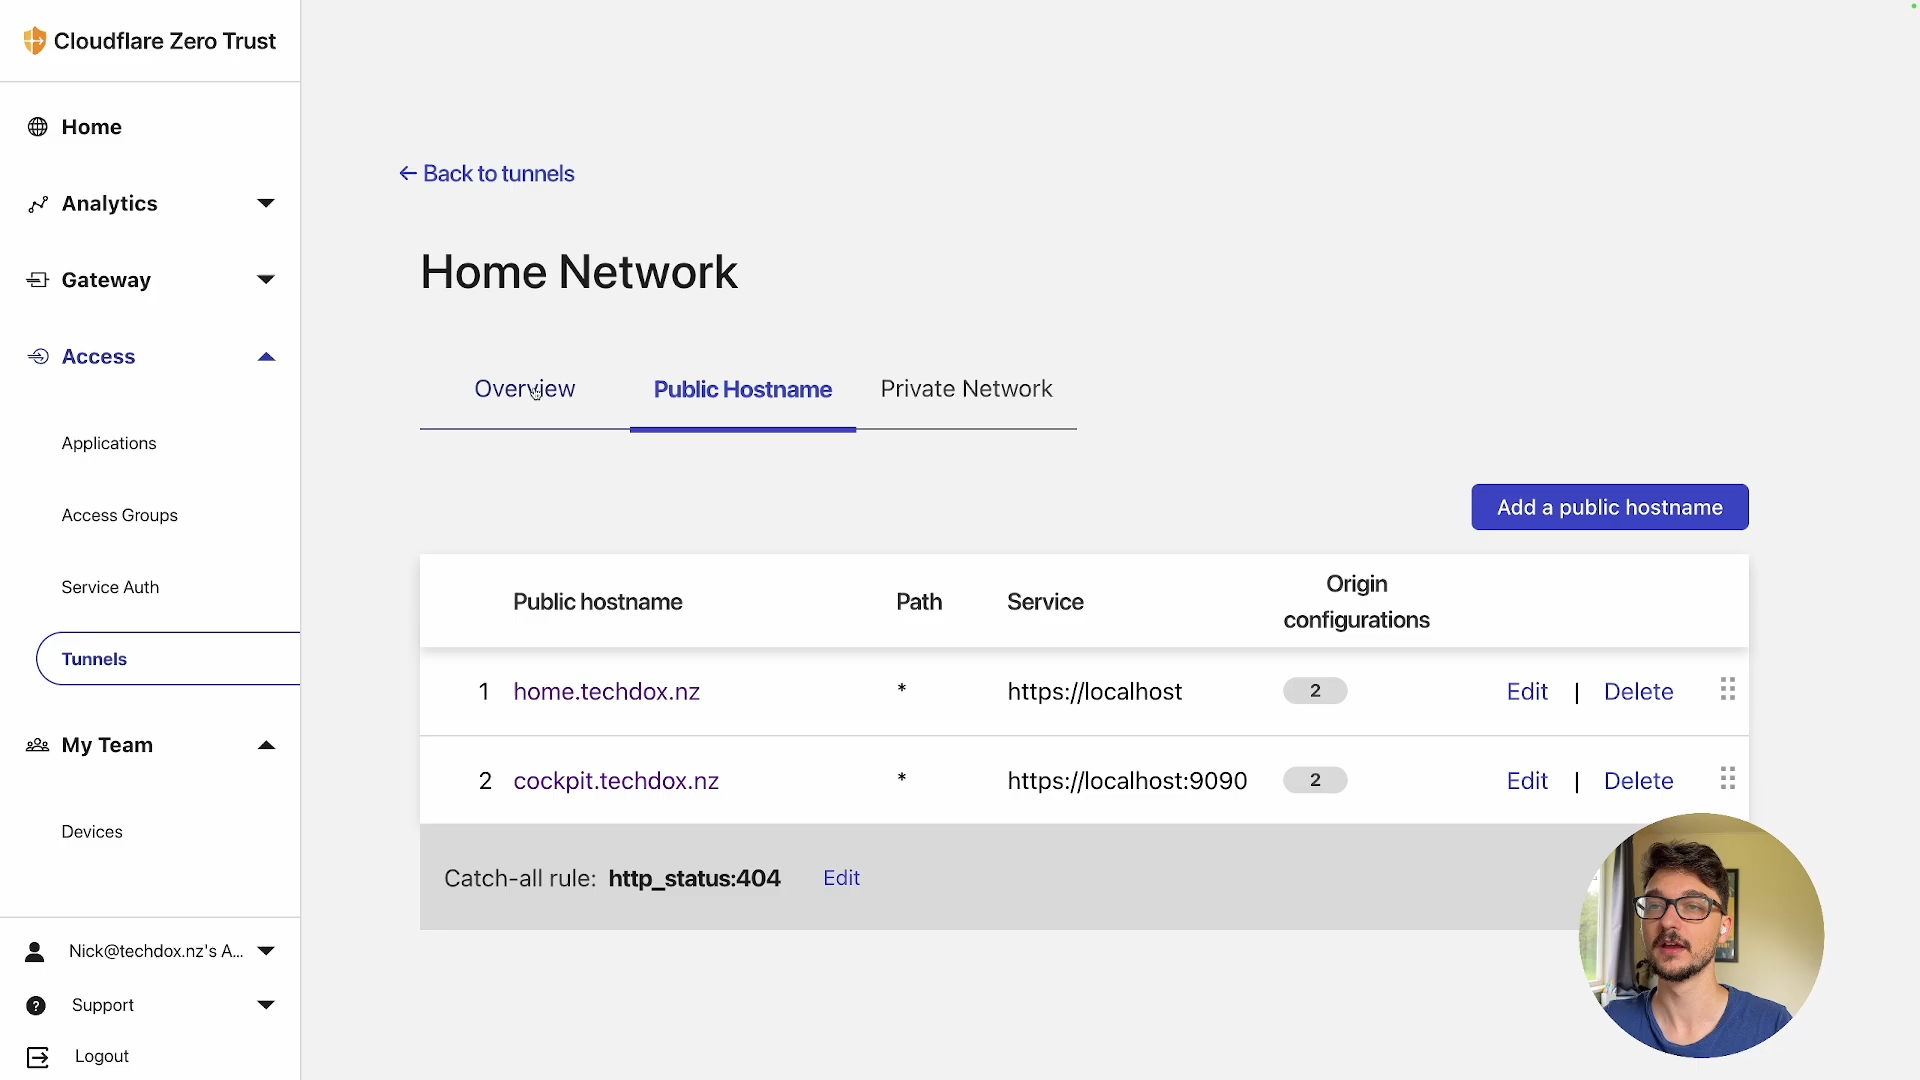 Cloudflare Zero Trust
Home
Analytics
Gateway
Access
Applications
Access Groups
Service Auth
Tunnels
My Team
Devices
Nick@techdox.nz's A...
Support
Logout
← Back to tunnels
Home Network
Overview
Public Hostname
Private Network
Add a public hostname
Public hostname Path Service Origin configurations
1 home.techdox.nz * https://localhost 2 Edit | Delete
2 cockpit.techdox.nz * https://localhost:9090 2 Edit | Delete
Catch-all rule: http_status:404 Edit